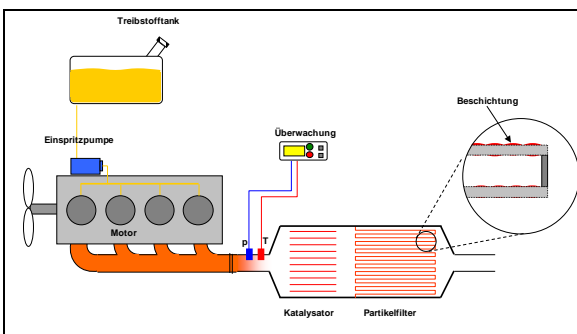 Treibstofftank
Beschichtung
Einspritzpumpe
Überwachung
Motor
p
T
Katalysator
Partikelfilter